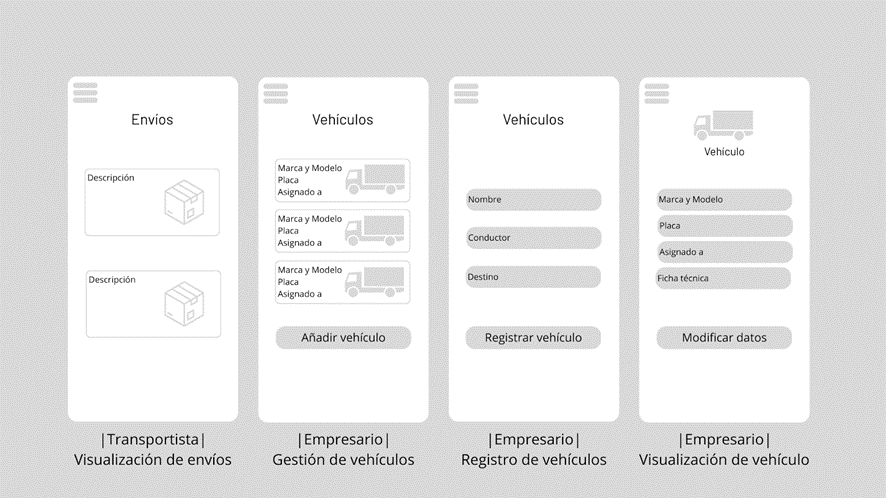 Envíos
Descripción
Descripción
|Transportista|
Visualización de envíos
Vehículos
Marca y Modelo
Placa
Asignado a
Marca y Modelo
Placa
Asignado a
Marca y Modelo
Placa
Asignado a
Añadir vehículo
|Empresario|
Gestión de vehículos
Vehículos
Nombre
Conductor
Destino
Registrar vehículo
|Empresario|
Registro de vehículos
Vehículo
Marca y Modelo
Placa
Asignado a
Ficha técnica
Modificar datos
|Empresario|
Visualización de vehículo